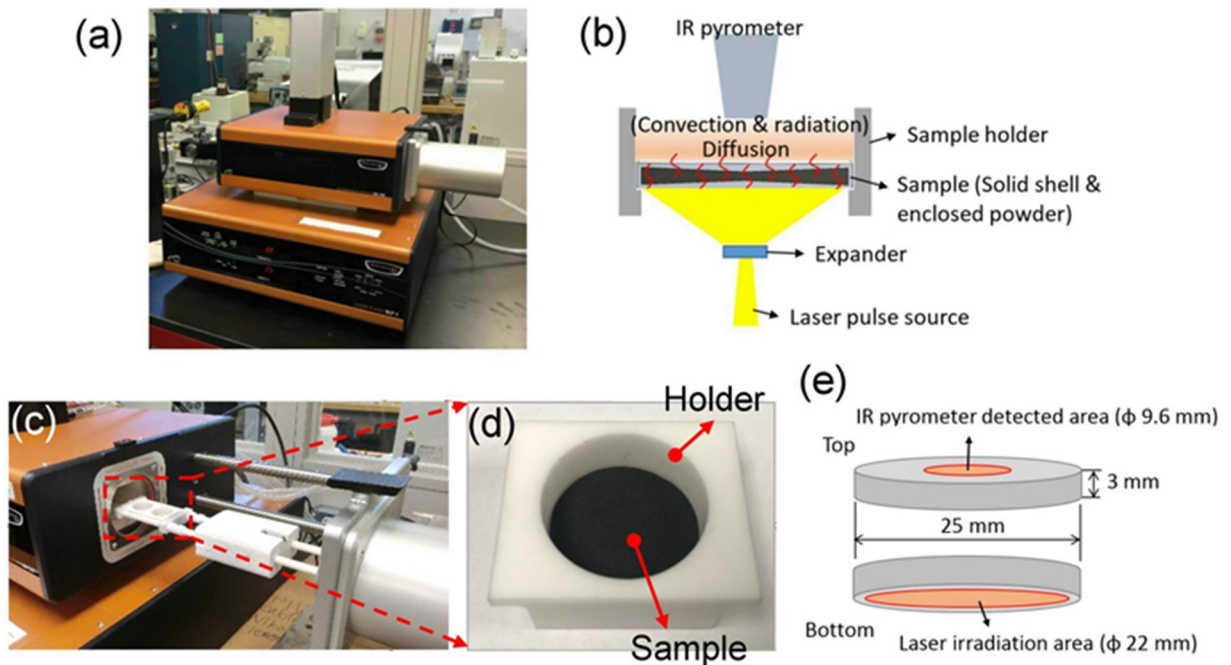 (a)
(b)
IR pyrometer
(Convection & radiation)
Diffusion
Sample holder
Sample (Solid shell &
enclosed powder)
Expander
Laser pulse source
(c)
(d)
Holder
Sample
(e)
IR pyrometer detected area (ϕ 9.6 mm)
Top
3 mm
25 mm
Bottom
Laser irradiation area (ϕ 22 mm)